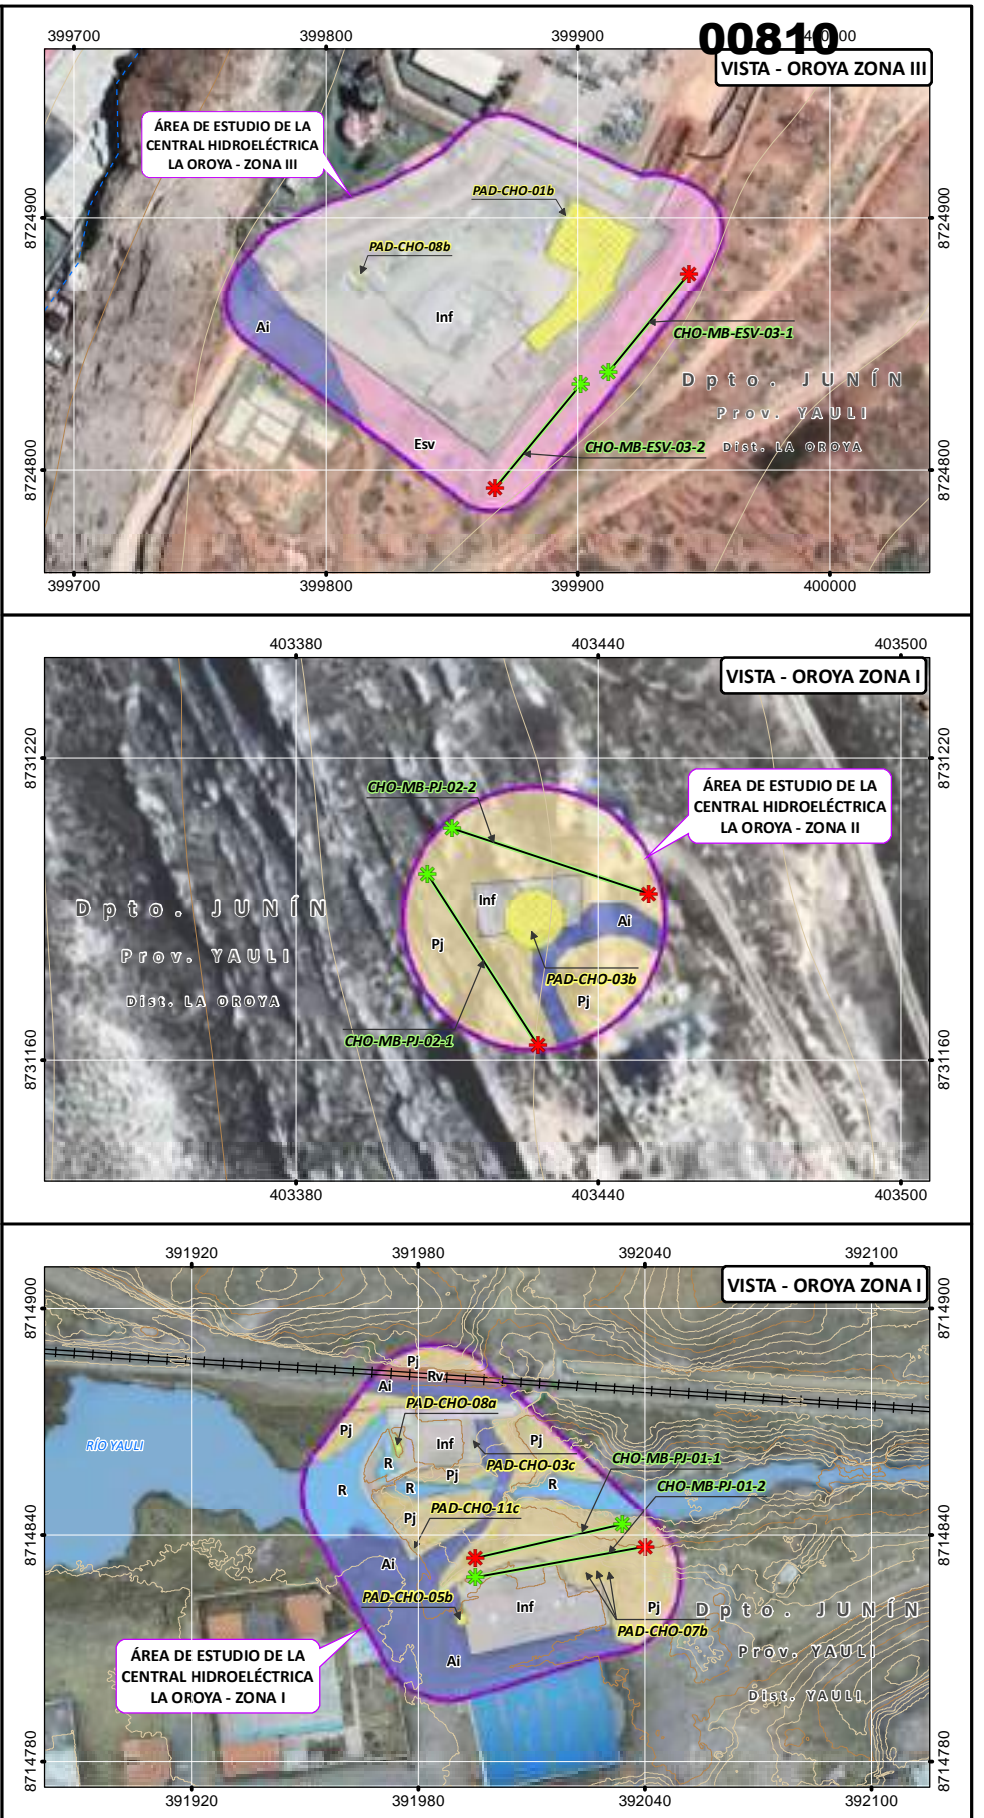 00810
399700 399800 399900 400000
VISTA - OROYA ZONA III
ÁREA DE ESTUDIO DE LA
CENTRAL HIDROELÉCTRICA
LA OROYA - ZONA III
PAD-CHO-01b
8724900 8724900
PAD-CHO-08b
Ai
Inf
CHO-MB-ESV-03-1
Dpto. JUNÍN
Prov. YAULI
Esv
CHO-MB-ESV-03-2
Dist. LA OROYA
8724800 8724800
399700 399800 399900 400000
403380 403440 403500
VISTA - OROYA ZONA I
8731220 8731220
CHO-MB-PJ-02-2
ÁREA DE ESTUDIO DE LA
CENTRAL HIDROELÉCTRICA
LA OROYA - ZONA II
Inf
Dpto. JUNÍN
Ai
Pj
Prov. YAULI
PAD-CHO-03b
Dist. LA OROYA
Pj
CHO-MB-PJ-02-1
8731160 8731160
403380 403440 403500
391920 391980 392040 392100
VISTA - OROYA ZONA I
8714900 8714900
Pj
Rv
Ai
PAD-CHO-08a
Pj
Inf
Pj
RÍO YAULI
CHO-MB-PJ-01-1
R
PAD-CHO-03c
Pj
R
R
R
CHO-MB-PJ-01-2
PAD-CHO-11c
Pj
8714840 8714840
Ai
PAD-CHO-05b
Inf
Pj
Dpto. JUNÍN
PAD-CHO-07b
Prov. YAULI
Ai
ÁREA DE ESTUDIO DE LA
CENTRAL HIDROELÉCTRICA
LA OROYA - ZONA I
Dist. YAULI
8714780 8714780
391920 391980 392040 392100